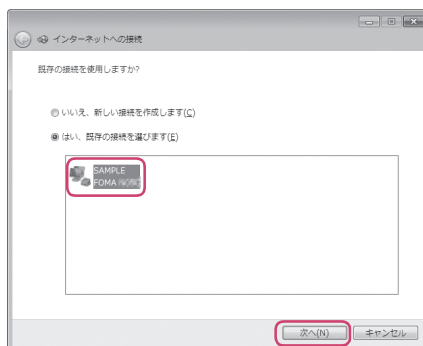 インターネットへの接続
既存の接続を使用しますか?
いいえ、新しい接続を作成します(C)
はい、既存の接続を選びます(E)
SAMPLE
FOMA
次へ(N)
キャンセル